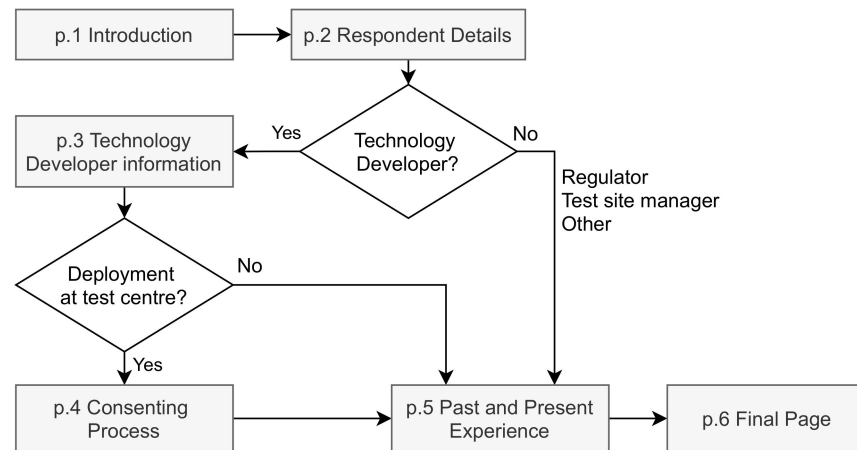 p.1 Introduction
p.2 Respondent Details
Technology
Developer?
Yes
No
p.3 Technology
Developer information
Regulator
Test site manager
Other
Deployment
at test centre?
No
Yes
p.4 Consenting
Process
p.5 Past and Present
Experience
p.6 Final Page